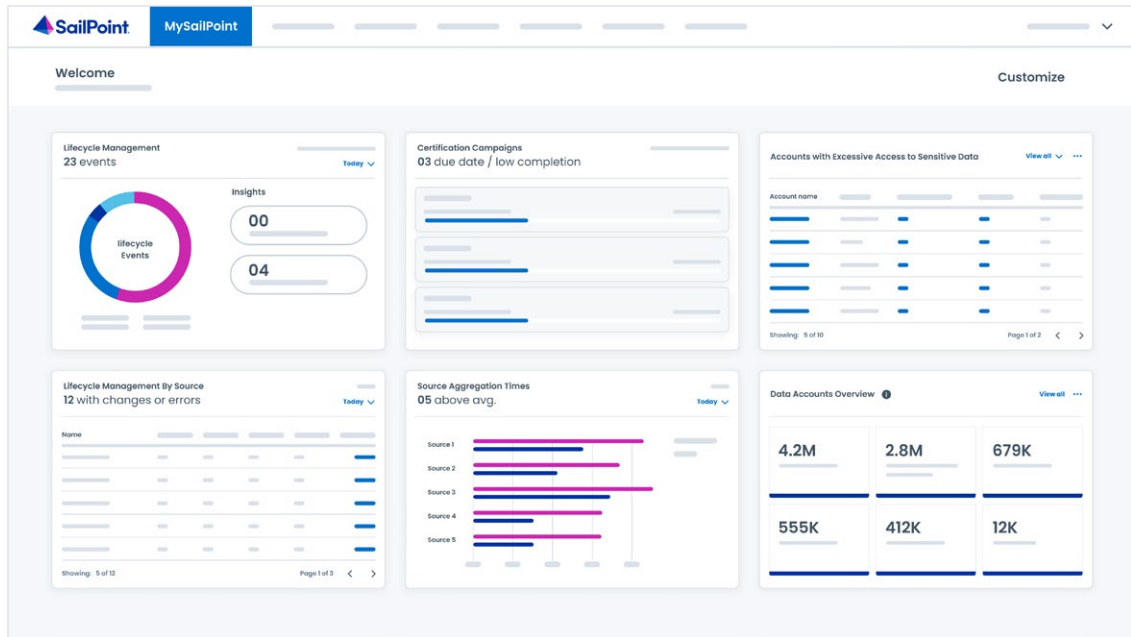 SailPoint
MySailPoint
Welcome
Customize
Lifecycle Management
23 events
Today
Insights
lifecycle
Events
00
04
Certification Campaigns
03 due date / low completion
Accounts with Excessive Access to Sensitive Data
View all
Account name
Showing: 5 of 10
Page 1 of 2
Lifecycle Management By Source
12 with changes or errors
Today
Name
Showing: 5 of 12
Page 1 of 3
Source Aggregation Times
05 above avg.
Today
Source 1
Source 2
Source 3
Source 4
Source 5
Data Accounts Overview
View all
4.2M
2.8M
679K
555K
412K
12K